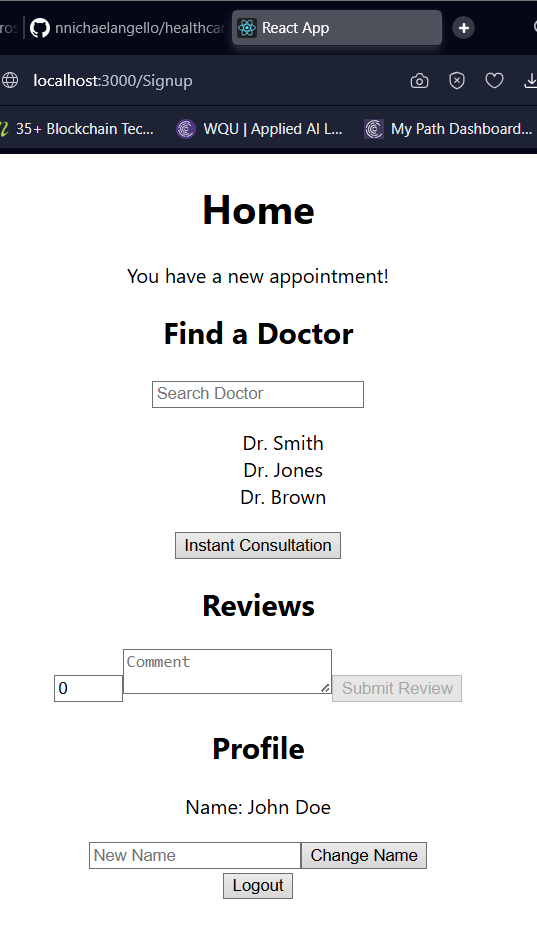 ros
nnichaelangello/healthcar
React App
localhost:3000/Signup
35+ Blockchain Tec...
WQU | Applied AI L...
My Path Dashboard...
Home
You have a new appointment!
Find a Doctor
Search Doctor
Dr. Smith
Dr. Jones
Dr. Brown
Instant Consultation
Reviews
0 Comment Submit Review
Profile
Name: John Doe
New Name Change Name
Logout